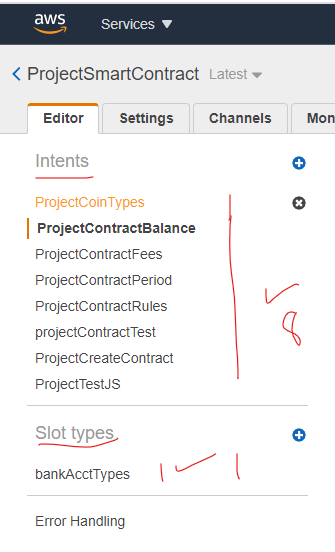 aws Services
ProjectSmartContract Latest
Editor Settings Channels Mon
Intents
ProjectCoinTypes
ProjectContractBalance
ProjectContractFees
ProjectContractPeriod
ProjectContractRules
projectContractTest
ProjectCreateContract
ProjectTestJS
8
Slot types
bankAcctTypes 1 1
Error Handling